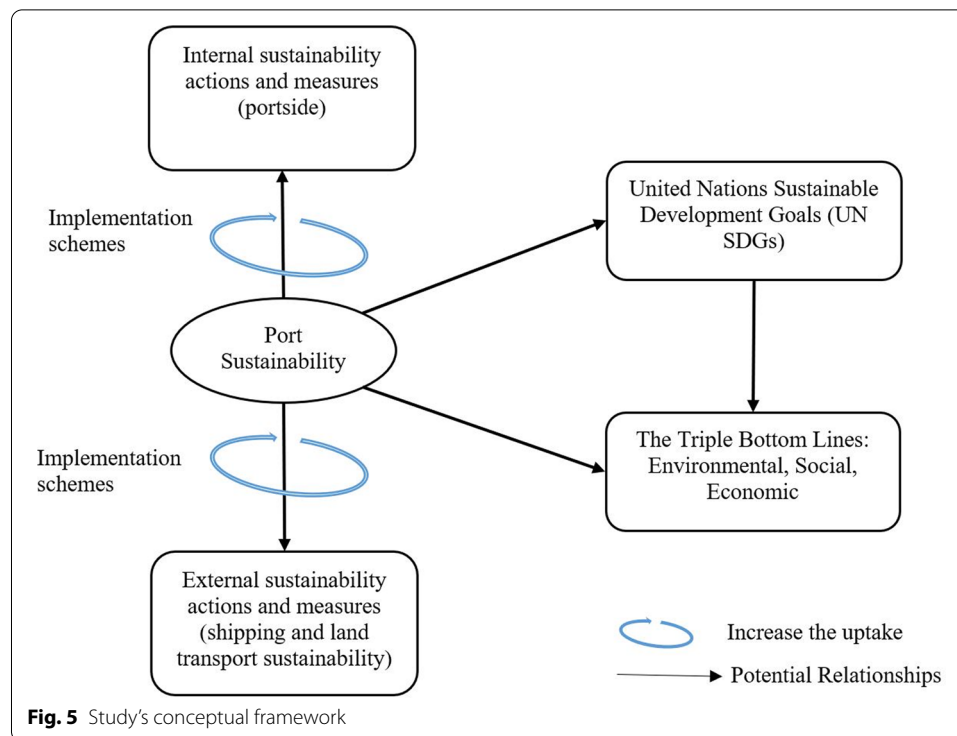 Internal sustainability
actions and measures
(portside)
Implementation
schemes
United Nations Sustainable
Development Goals (UN
SDGs)
Port
Sustainability
Implementation
schemes
The Triple Bottom Lines:
Environmental, Social,
Economic
External sustainability
actions and measures
(shipping and land
transport sustainability)
Increase the uptake
Potential Relationships
Fig. 5 Study's conceptual framework